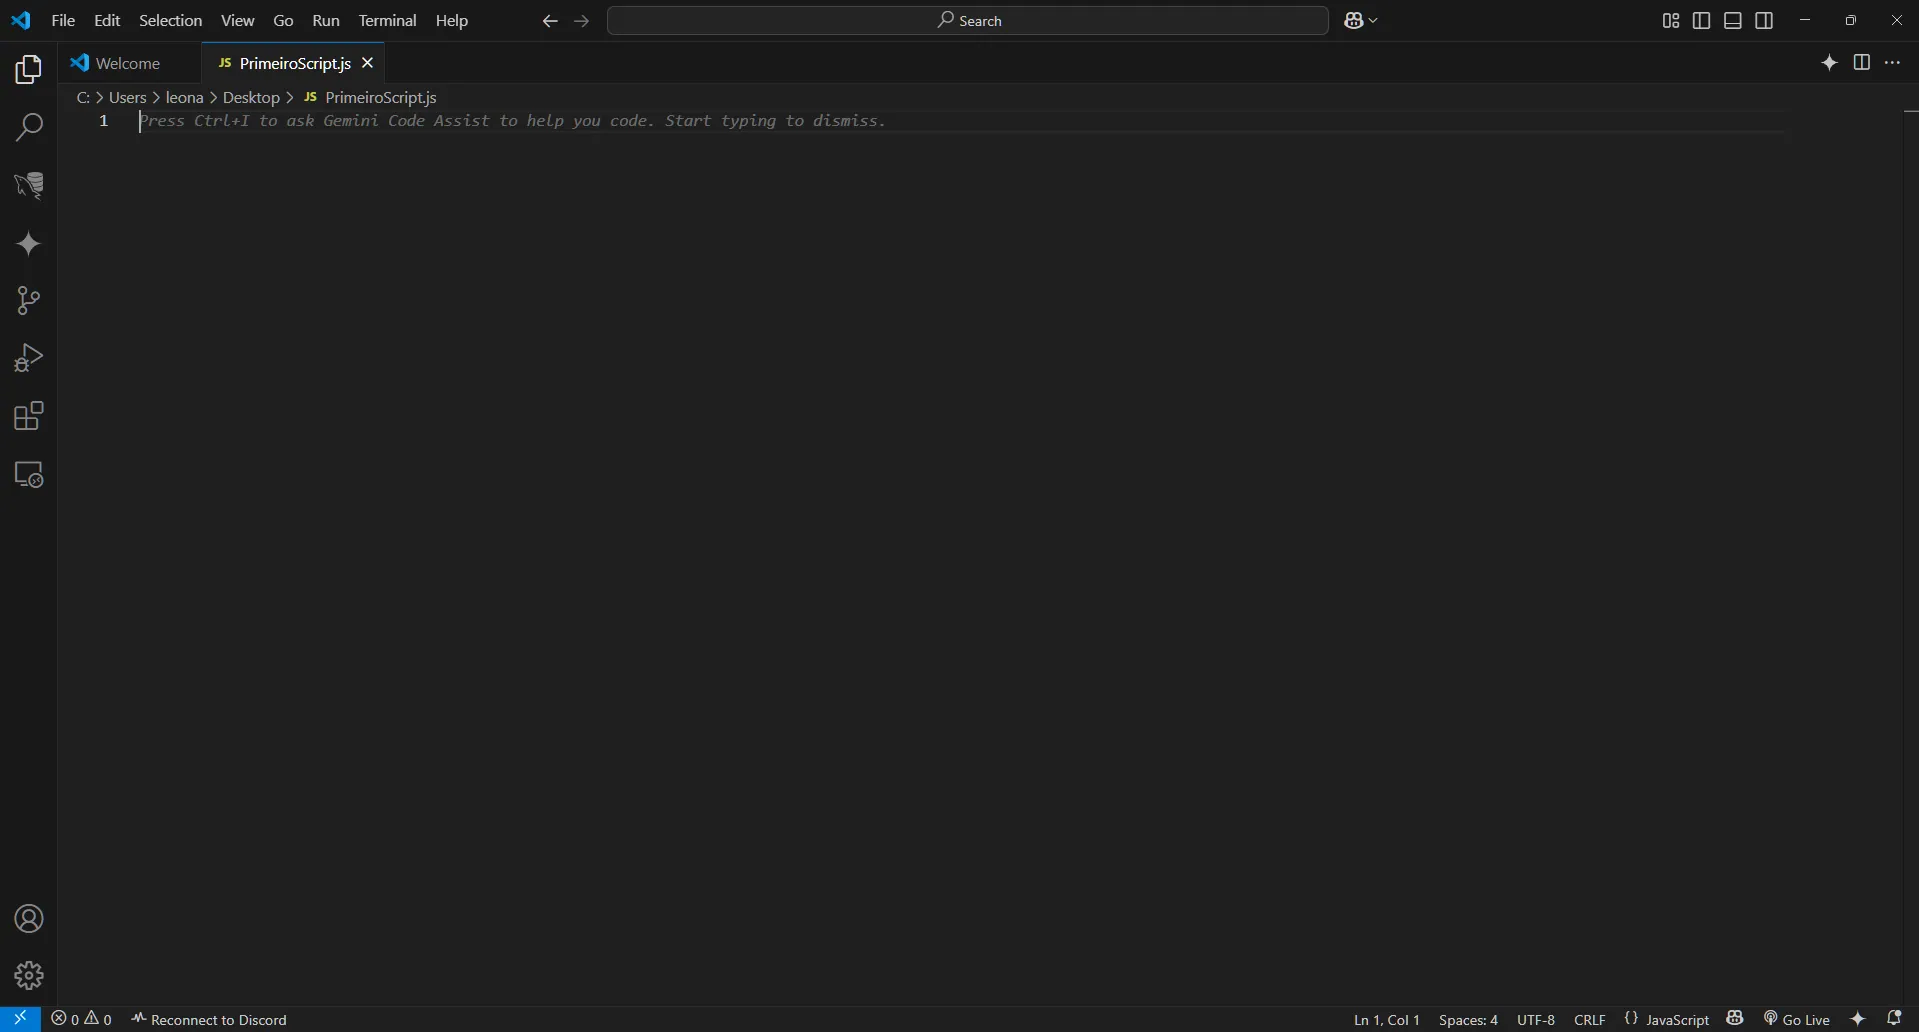 File Edit Selection View Go Run Terminal Help Search
Welcome JS PrimeiroScript.js
C: > Users > leona > Desktop > JS PrimeiroScript.js
1 Press Ctrl+I to ask Gemini Code Assist to help you code. Start typing to dismiss.
0 0 Reconnect to Discord Ln 1, Col 1 Spaces: 4 UTF-8 CRLF {} JavaScript Go Live